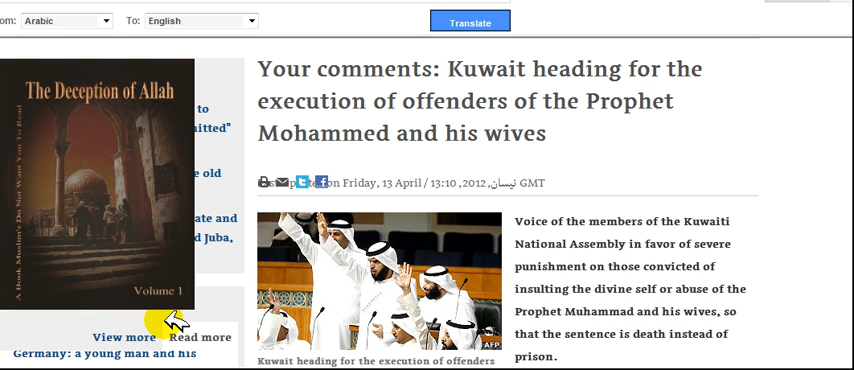 om: Arabic To: English Translate
The Deception of Allah
A Book Muslim's Do Not Want You To Read
Volume 1
to
nitted"
e old
ate and
d Juba,
View more Read more
Germany: a young man and his
Your comments: Kuwait heading for the
execution of offenders of the Prophet
Mohammed and his wives
on Friday, 13 April / نيسان, 2012, 13:10 GMT
AFP
Kuwait heading for the execution of offenders
Voice of the members of the Kuwaiti
National Assembly in favor of severe
punishment on those convicted of
insulting the divine self or abuse of the
Prophet Muhammad and his wives, so
that the sentence is death instead of
prison.